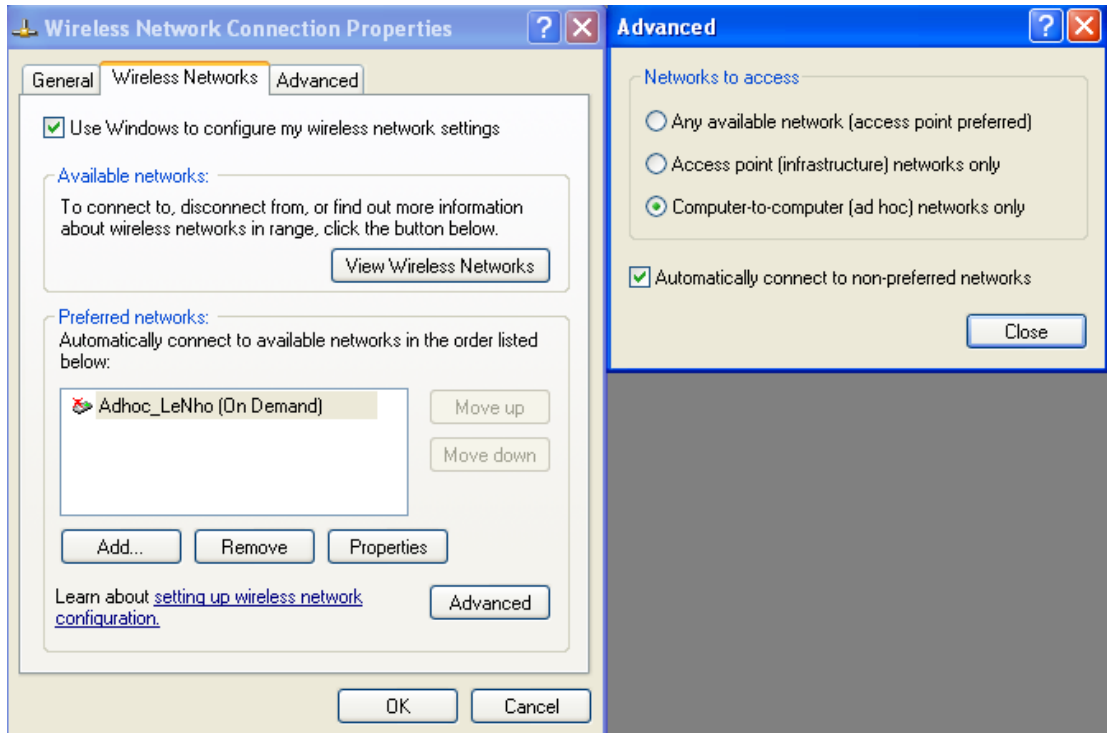 Wireless Network Connection Properties
General
Wireless Networks
Advanced
Use Windows to configure my wireless network settings
Available networks:
To connect to, disconnect from, or find out more information
about wireless networks in range, click the button below.
View Wireless Networks
Preferred networks:
Automatically connect to available networks in the order listed
below:
Adhoc_LeNho (On Demand)
Move up
Move down
Add...
Remove
Properties
Learn about setting up wireless network
configuration.
Advanced
OK
Cancel
Advanced
Networks to access
Any available network (access point preferred)
Access point (infrastructure) networks only
Computer-to-computer (ad hoc) networks only
Automatically connect to non-preferred networks
Close